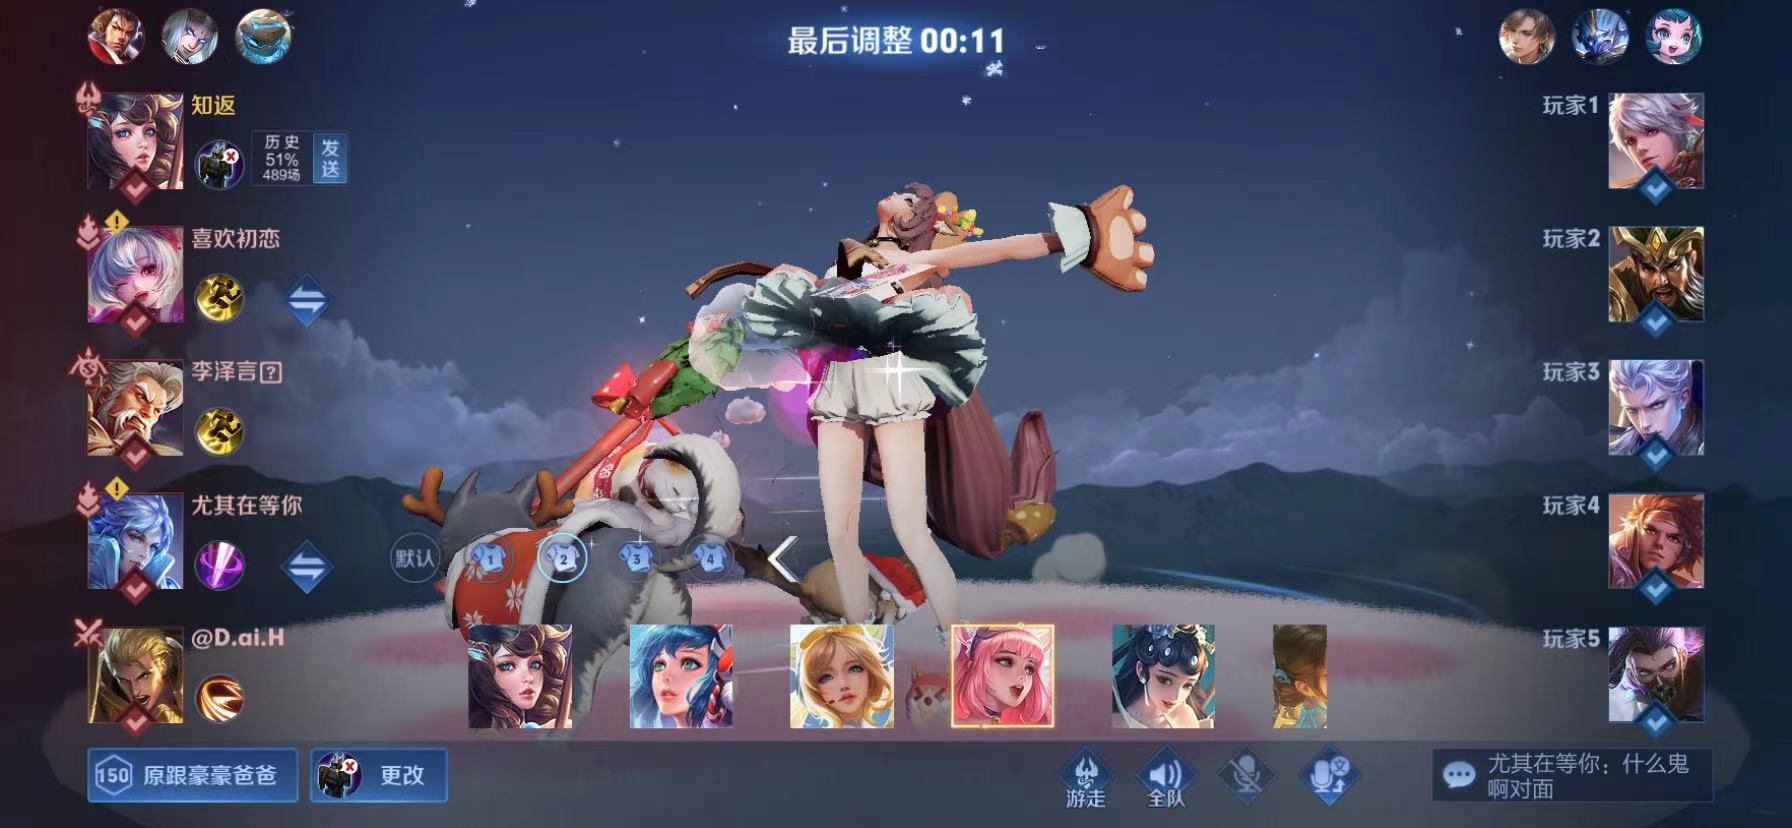 最后调整 00:11
知返
历史
51%
489场
发送
喜欢初恋
李泽言?
尤其在等你
@D.ai.H
玩家1
玩家2
玩家3
玩家4
玩家5
默认
1
2
3
4
150 原跟豪豪爸爸
更改
游走
全队
尤其在等你：什么鬼
啊对面